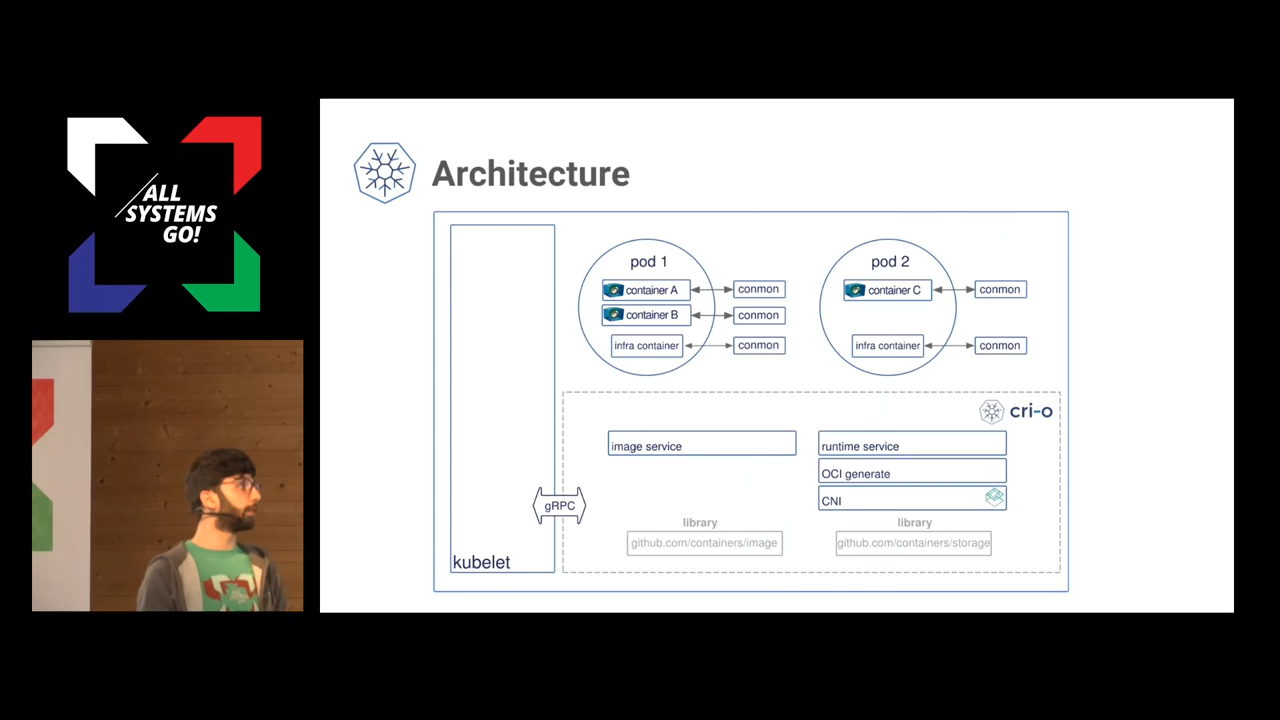 ALL
SYSTEMS
GO!
Architecture
pod 1
container A
conmon
container B
conmon
infra container
conmon
pod 2
container C
conmon
infra container
conmon
cri-o
image service
runtime service
OCI generate
CNI
gRPC
library
github.com/containers/image
library
github.com/containers/storage
kubelet